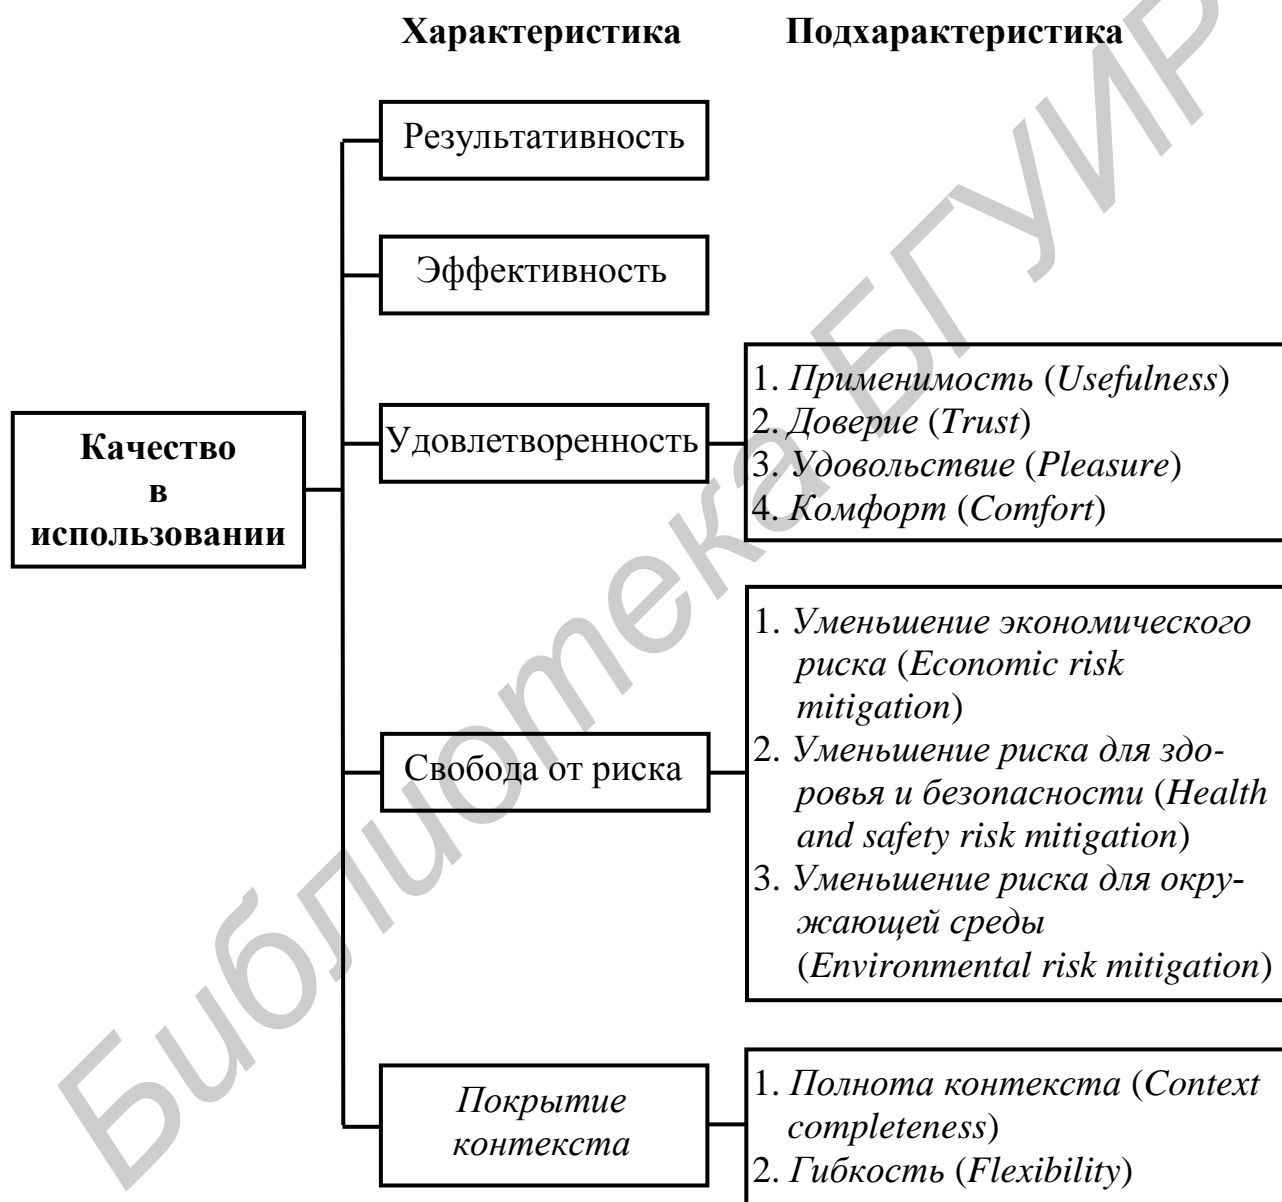 Характеристика Подхарактеристика
Результативность
Эффективность
Качество
в
использовании
Удовлетворенность
1. Применимость (Usefulness)
2. Доверие (Trust)
3. Удовольствие (Pleasure)
4. Комфорт (Comfort)
Свобода от риска
1. Уменьшение экономического
риска (Economic risk
mitigation)
2. Уменьшение риска для здо-
ровья и безопасности (Health
and safety risk mitigation)
3. Уменьшение риска для окру-
жающей среды
(Environmental risk mitigation)
Покрытие
контекста
1. Полнота контекста (Context
completeness)
2. Гибкость (Flexibility)
Библиотека БГУИР